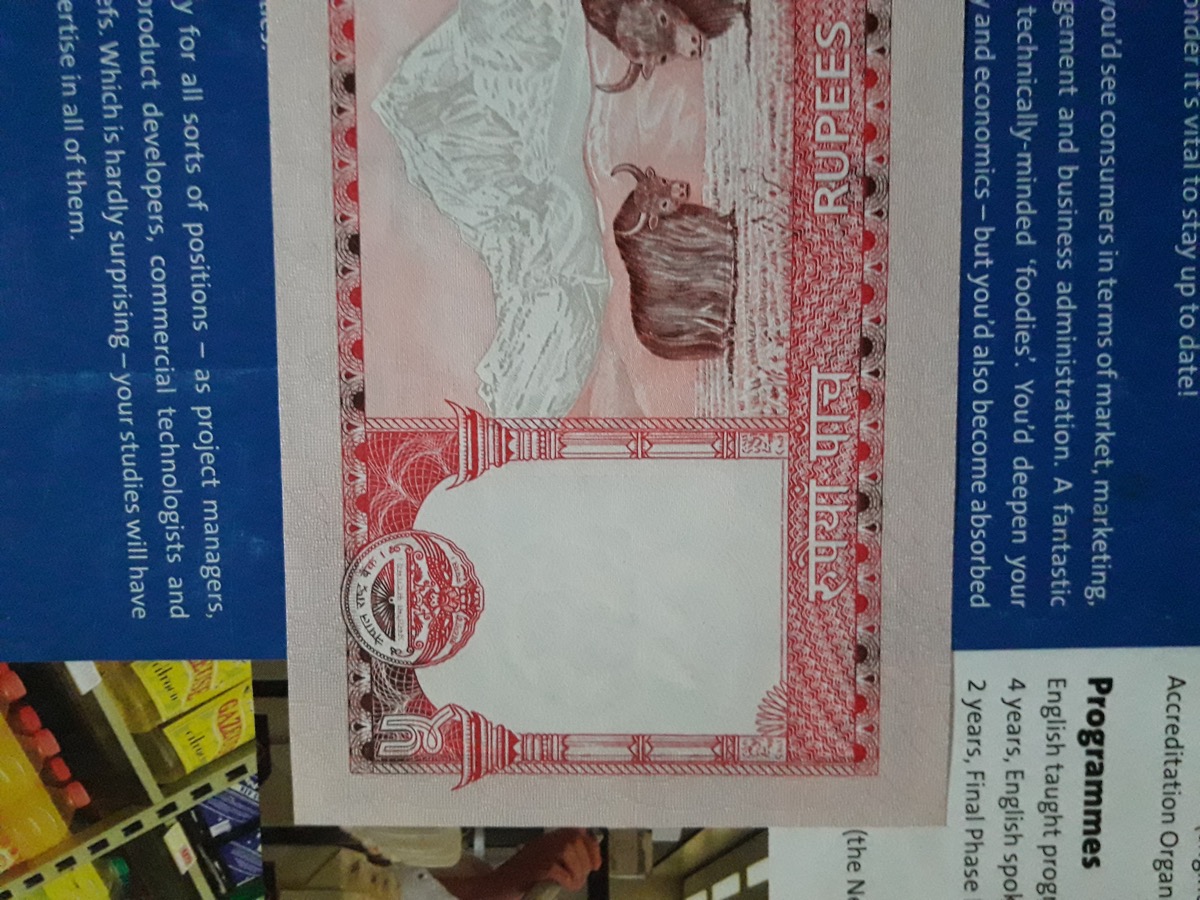 नेपाल राष्ट्र बैंक।
५
रुपैयाँ पाँच
RUPEES
it's vital to stay up to date!
you'd see consumers in terms of market, marketing,
gement and business administration. A fantastic
technically-minded 'foodies'. You'd deepen your
y and economics – but you'd also become absorbed
y for all sorts of positions – as project managers,
product developers, commercial technologists and
efs. Which is hardly surprising – your studies will have
ertise in all of them.
Accreditation Organ
Programmes
English taught progr
4 years, English spok
2 years, Final Phase
(the Ne